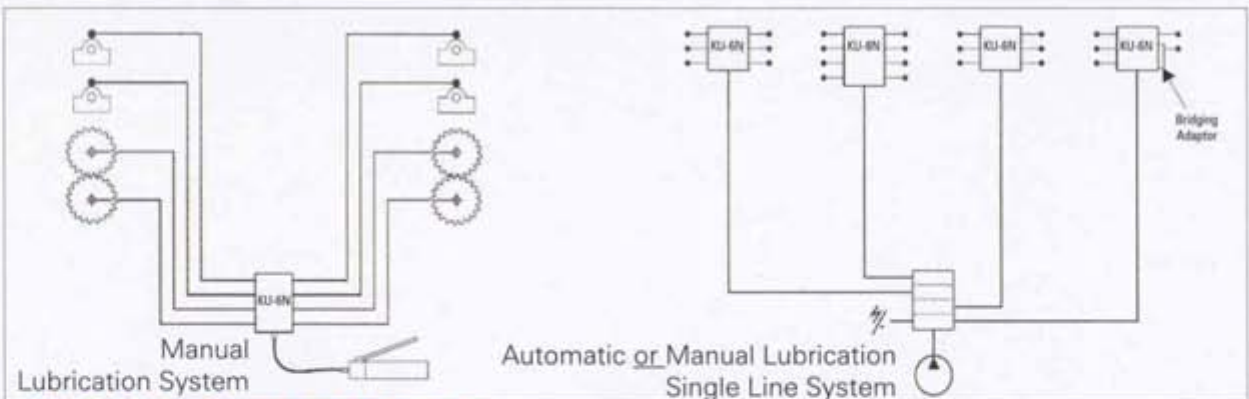 KU-6N
Manual
Lubrication System
KU-6N
KU-6N
KU-6N
KU-6N
Bridging
Adaptor
Automatic or Manual Lubrication
Single Line System